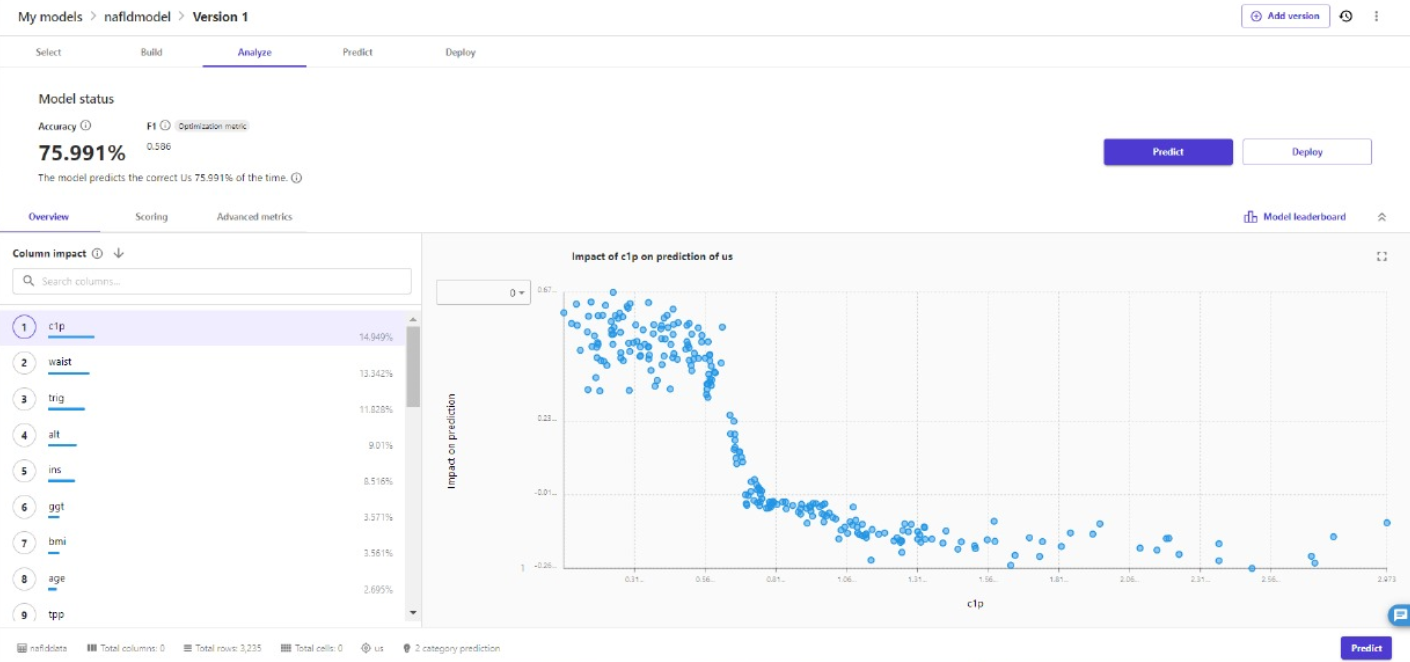 My models > nafldmodel > Version 1
Add version
Select Build Analyze Predict Deploy
Model status
Accuracy F1 Optimization metric
75.991% 0.586
The model predicts the correct Us 75.991% of the time.
Predict Deploy
Overview Scoring Advanced metrics
Model leaderboard
Column impact
Search columns...
1 c1p 14.949%
2 waist 13.342%
3 trig 11.828%
4 alt 9.01%
5 ins 8.516%
6 ggt 3.571%
7 bmi 3.561%
8 age 2.695%
9 tpp
Impact of c1p on prediction of us
0
0.67...
0.23...
-0.01...
1 -0.26...
Impact on prediction
0.31... 0.56... 0.81... 1.06... 1.31... 1.56... 1.81... 2.06... 2.31... 2.56... 2.973
c1p
nafiddata Total columns: 0 Total rows: 3,235 Total cells: 0 us 2 category prediction
Predict